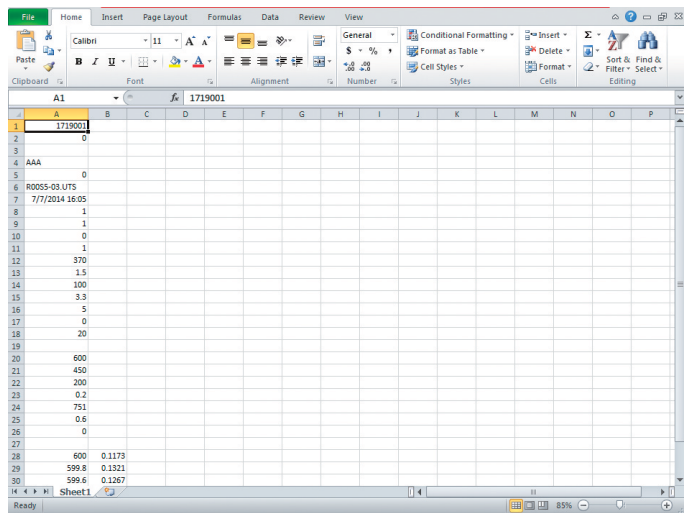 File Home Insert Page Layout Formulas Data Review View
Calibri 11 A A General Conditional Formatting Insert Σ
Paste B I U A $ % , Format as Table Delete Sort & Find &
Cell Styles Format Filter Select
Clipboard Font Alignment Number Styles Cells Editing
A1 fx 1719001
A B C D E F G H I J K L M N O P
1 1719001
2 0
3
4 AAA
5 0
6 R00S5-03.UTS
7 7/7/2014 16:05
8 1
9 1
10 0
11 1
12 370
13 1.5
14 100
15 3.3
16 5
17 0
18 20
19
20 600
21 450
22 200
23 0.2
24 751
25 0.6
26 0
27
28 600 0.1173
29 599.8 0.1321
30 599.6 0.1267
Sheet1
Ready 85%